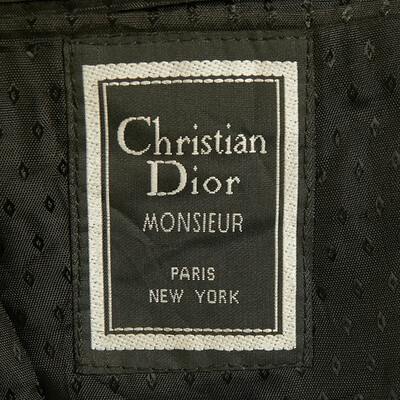 Christian
Dior
MONSIEUR
PARIS
NEW YORK